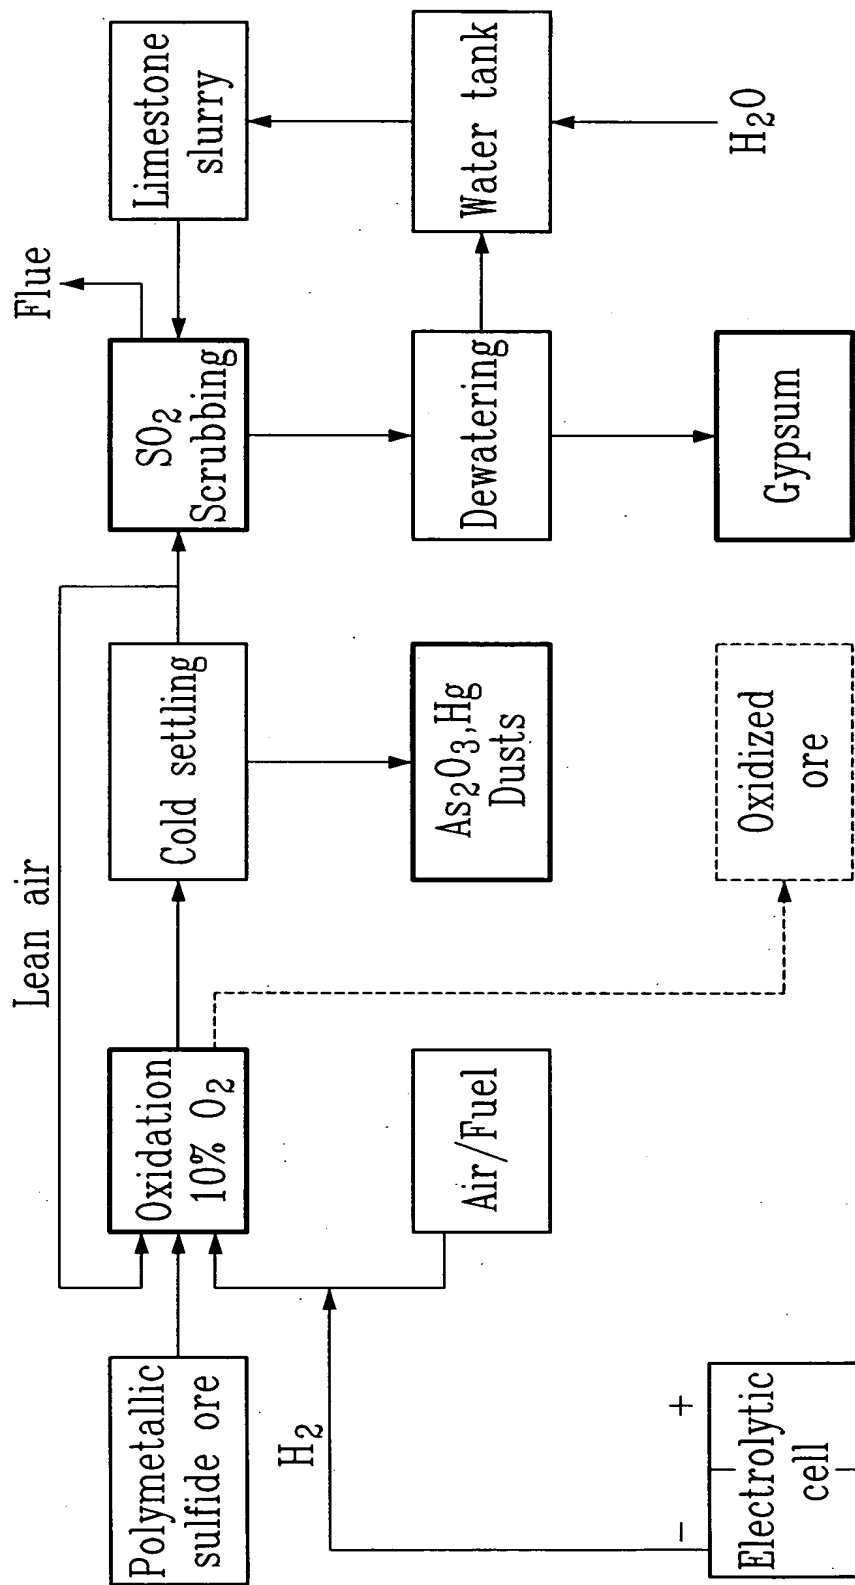 Lean air
Flue
Polymetallic
sulfide ore
Oxidation
10% O₂
Cold settling
SO₂
Scrubbing
Limestone
slurry
H₂
Air/Fuel
As₂O₃,Hg
Dusts
Dewatering
Water tank
− +
Electrolytic
cell
Oxidized
ore
Gypsum
H₂O